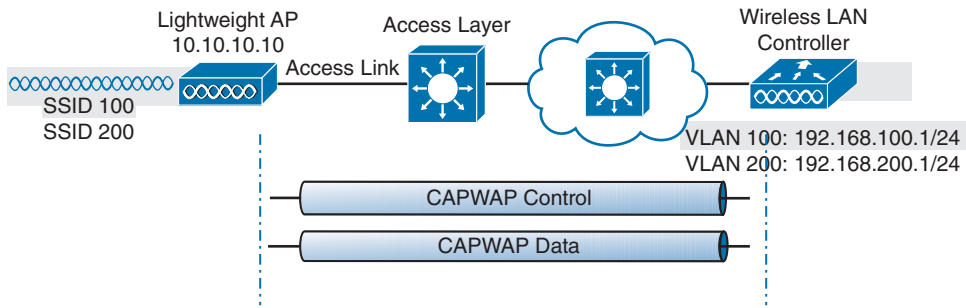 Lightweight AP
10.10.10.10
Access Layer
Wireless LAN
Controller
Access Link
SSID 100
SSID 200
VLAN 100: 192.168.100.1/24
VLAN 200: 192.168.200.1/24
CAPWAP Control
CAPWAP Data